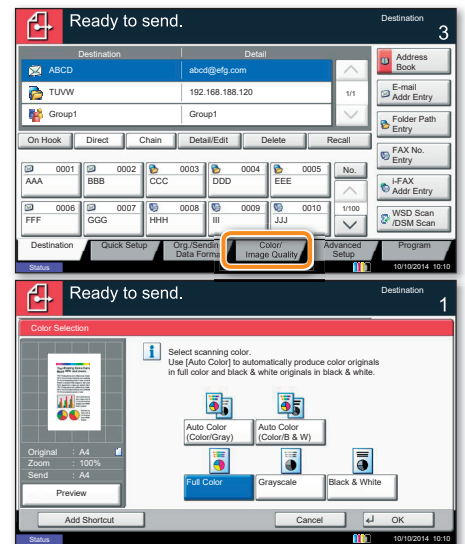 Ready to send.
Destination
3
Destination Detail
ABCD abcd@efg.com
TUVW 192.168.188.120
Group1 Group1
1/1
Address
Book
E-mail
Addr Entry
Folder Path
Entry
FAX No.
Entry
i-FAX
Addr Entry
WSD Scan
/DSM Scan
On Hook Direct Chain Detail/Edit Delete Recall
0001 0002 0003 0004 0005 No.
AAA BBB CCC DDD EEE
0006 0007 0008 0009 0010 1/100
FFF GGG HHH III JJJ
Destination Quick Setup Org./Sending Color/ Advanced Program
Data Format Image Quality Setup
Status 10/10/2014 10:10
Ready to send.
Destination
1
Color Selection
Select scanning color.
Use [Auto Color] to automatically produce color originals
in full color and black & white originals in black & white.
Auto Color Auto Color
(Color/Gray) (Color/B & W)
Full Color Grayscale Black & White
Original : A4
Zoom : 100%
Send : A4
Preview
Add Shortcut Cancel OK
Status 10/10/2014 10:10